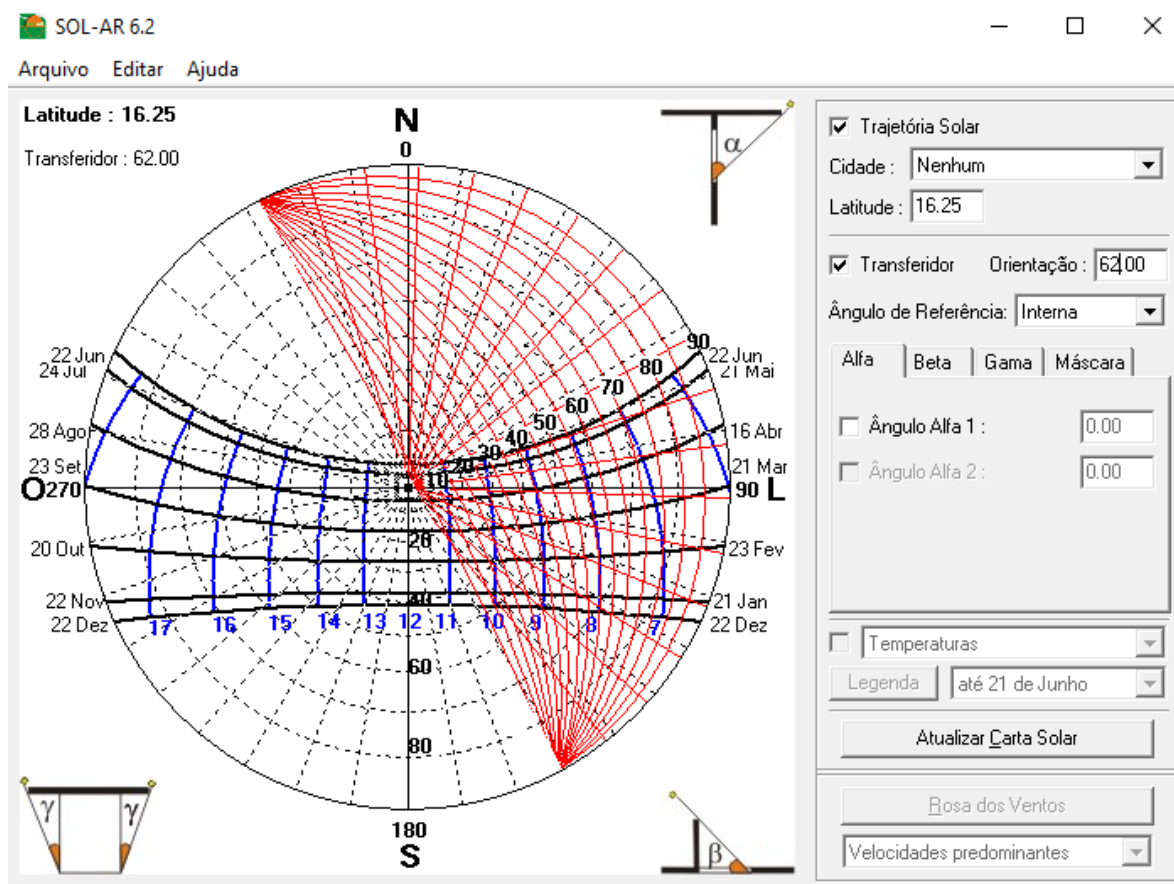 SOL-AR 6.2
Arquivo Editar Ajuda
Latitude : 16.25
Transferidor : 62.00
N
0
α
22 Jun
24 Jul
28 Ago
23 Set
O 270
20 Out
22 Nov
22 Dez
90
80
70
60
50
40
30
20
10
22 Jun
21 Mai
16 Abr
21 Mar
90 L
23 Fev
21 Jan
22 Dez
20
40
17 16 15 14 13 12 11 10 9 8 7
60
80
180
S
γ γ
β
Trajetória Solar
Cidade : Nenhum
Latitude : 16.25
Transferidor Orientação : 62.00
Ângulo de Referência: Interna
Alfa Beta Gama Máscara
Ângulo Alfa 1 : 0.00
Ângulo Alfa 2 : 0.00
Temperaturas
Legenda até 21 de Junho
Atualizar Carta Solar
Rosa dos Ventos
Velocidades predominantes